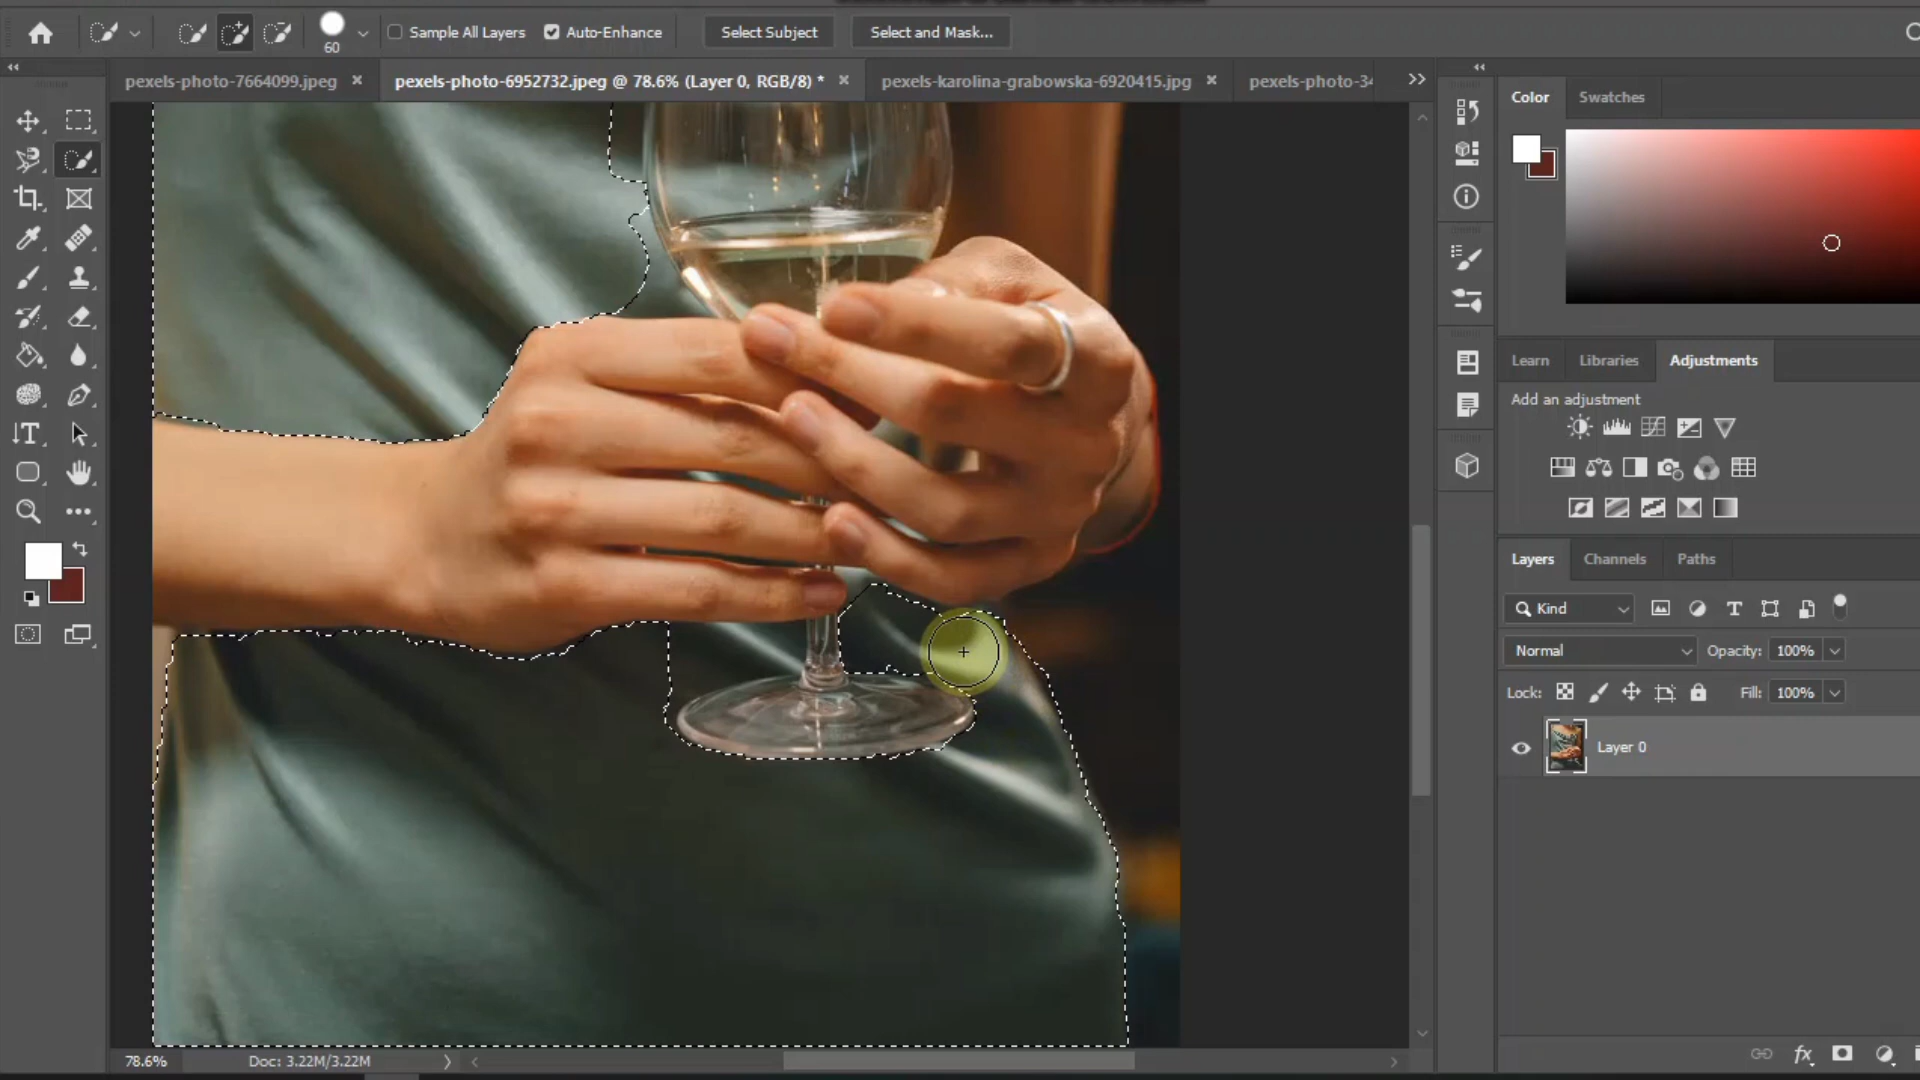 60
Sample All Layers
Auto-Enhance
Select Subject
Select and Mask...
pexels-photo-7664099.jpeg
pexels-photo-6952732.jpeg @ 78.6% (Layer 0, RGB/8) *
pexels-karolina-grabowska-6920415.jpg
pexels-photo-34
Color
Swatches
Learn
Libraries
Adjustments
Add an adjustment
Layers
Channels
Paths
Kind
Normal
Opacity: 100%
Lock:
Fill: 100%
Layer 0
78.6%
Doc: 3.22M/3.22M